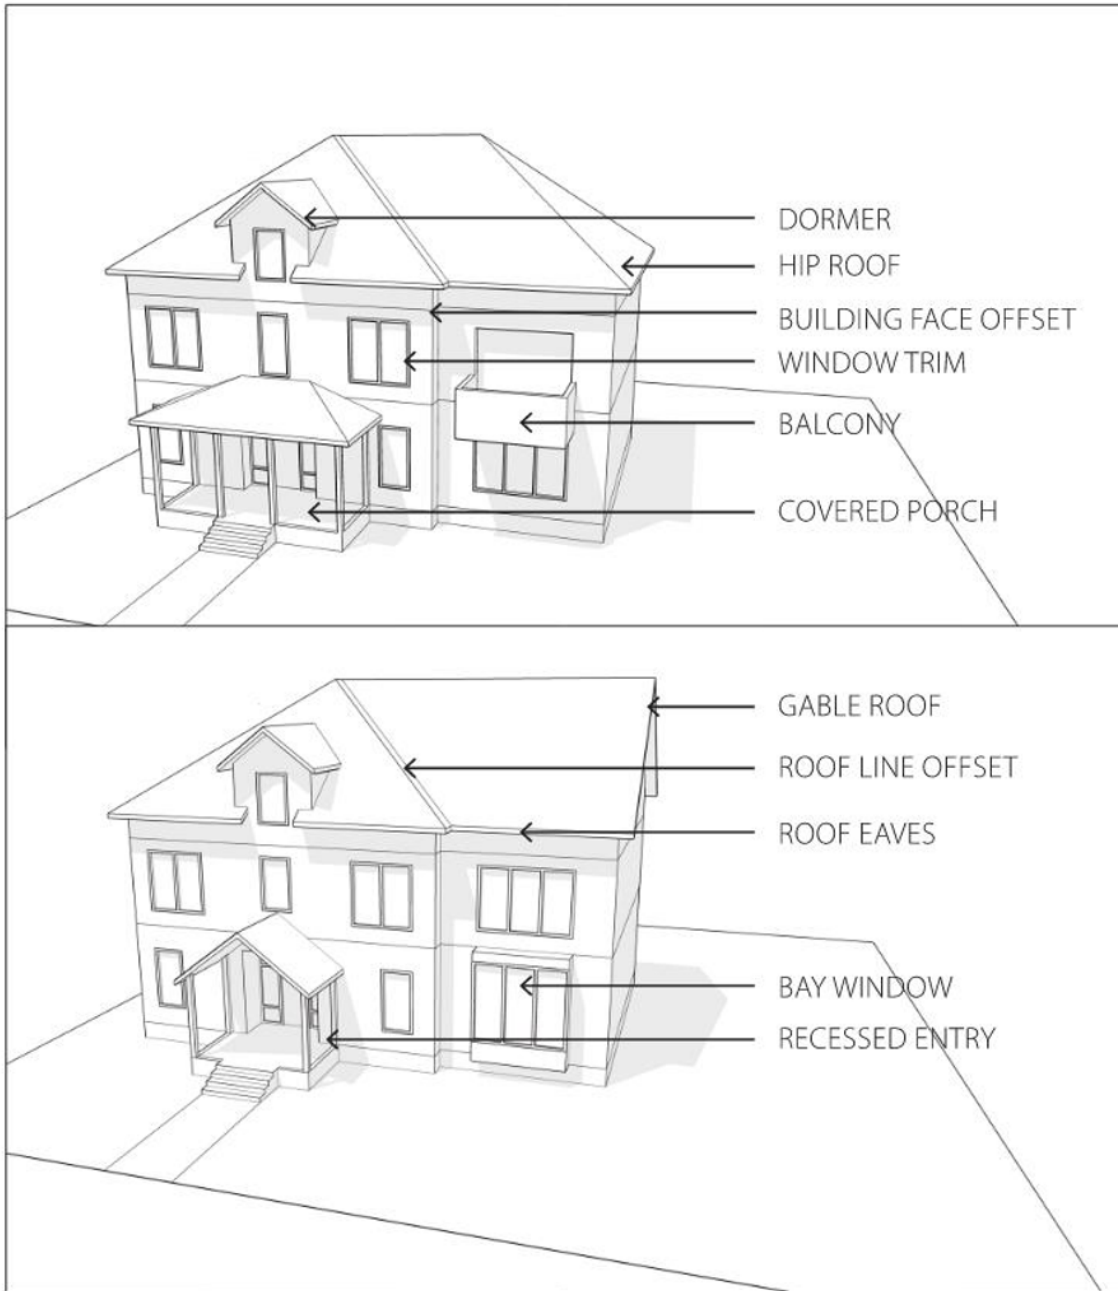 DORMER
HIP ROOF
BUILDING FACE OFFSET
WINDOW TRIM
BALCONY
COVERED PORCH
GABLE ROOF
ROOF LINE OFFSET
ROOF EAVES
BAY WINDOW
RECESSED ENTRY